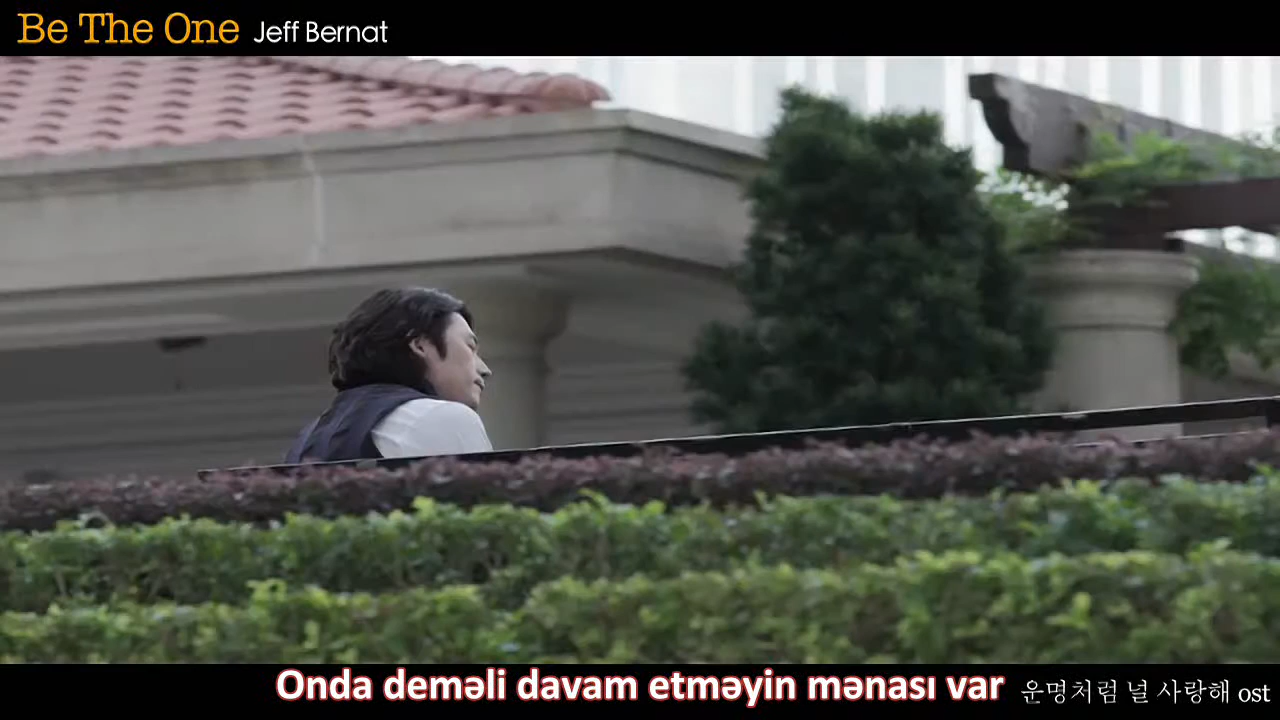 Be The One Jeff Bernat
Onda deməli davam etməyin mənası var 운명처럼 널 사랑해 ost